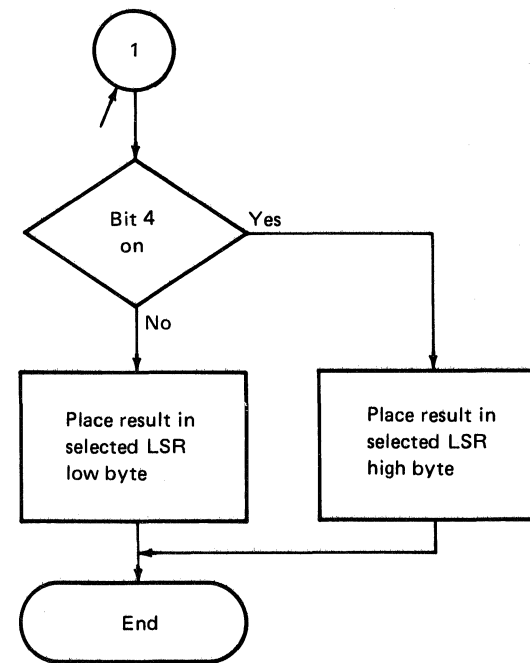 1
Bit 4
on
Yes
No
Place result in
selected LSR
low byte
Place result in
selected LSR
high byte
End